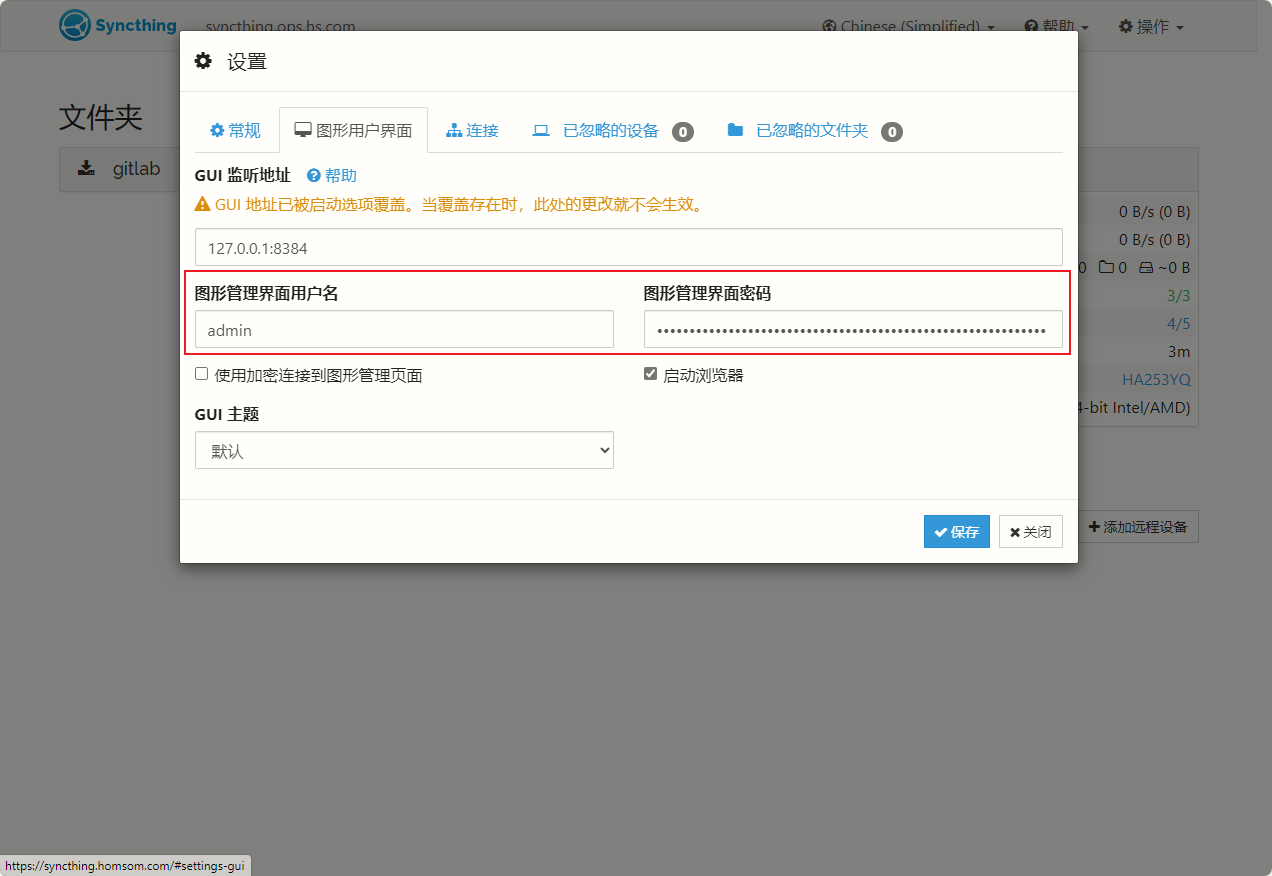 Syncthing
syncthing.ops.hs.com
Chinese (Simplified)
帮助
操作
设置
文件夹
常规
图形用户界面
连接
已忽略的设备 0
已忽略的文件夹 0
gitlab
GUI 监听地址 帮助
GUI 地址已被启动选项覆盖。当覆盖存在时，此处的更改就不会生效。
0 B/s (0 B)
127.0.0.1:8384
0 B/s (0 B)
0 0 ~0 B
图形管理界面用户名
图形管理界面密码
3/3
admin
••••••••••••••••••••••••••••••••••••••••••••••••••••••••••••
4/5
3m
使用加密连接到图形管理页面
启动浏览器
HA253YQ
4-bit Intel/AMD)
GUI 主题
默认
保存
关闭
添加远程设备
https://syncthing.homsom.com/#settings-gui